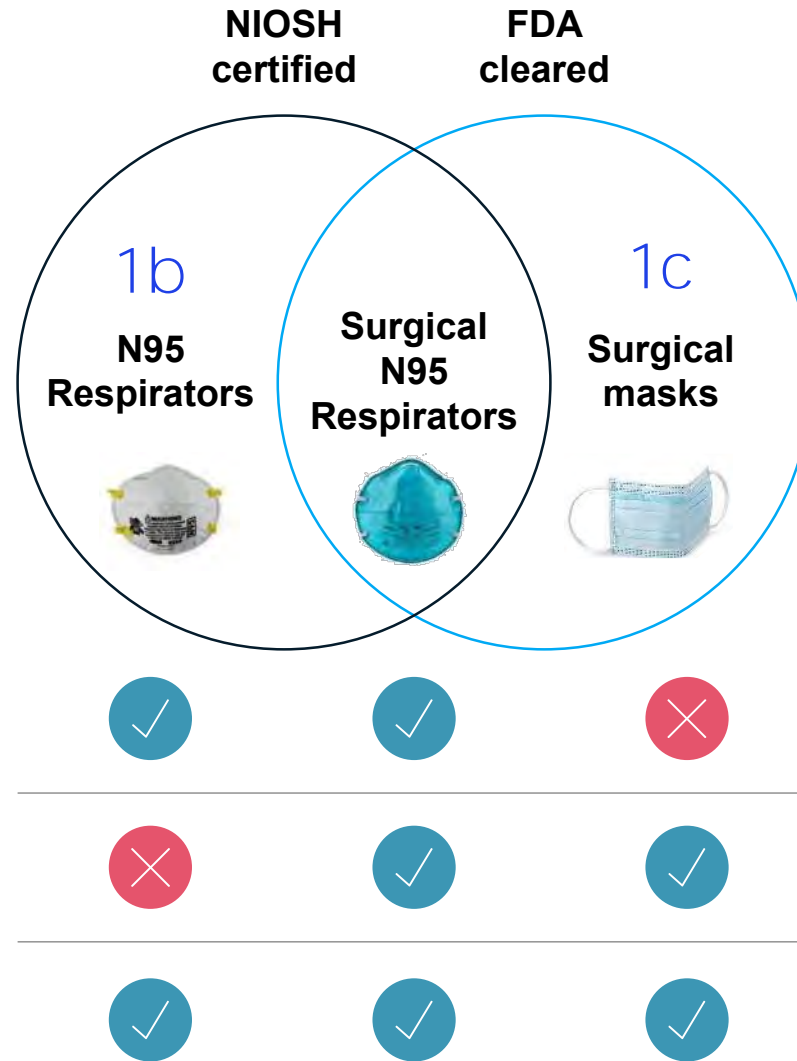 NIOSH
certified
FDA
cleared
1b
N95
Respirators
Surgical
N95
Respirators
1c
Surgical
masks